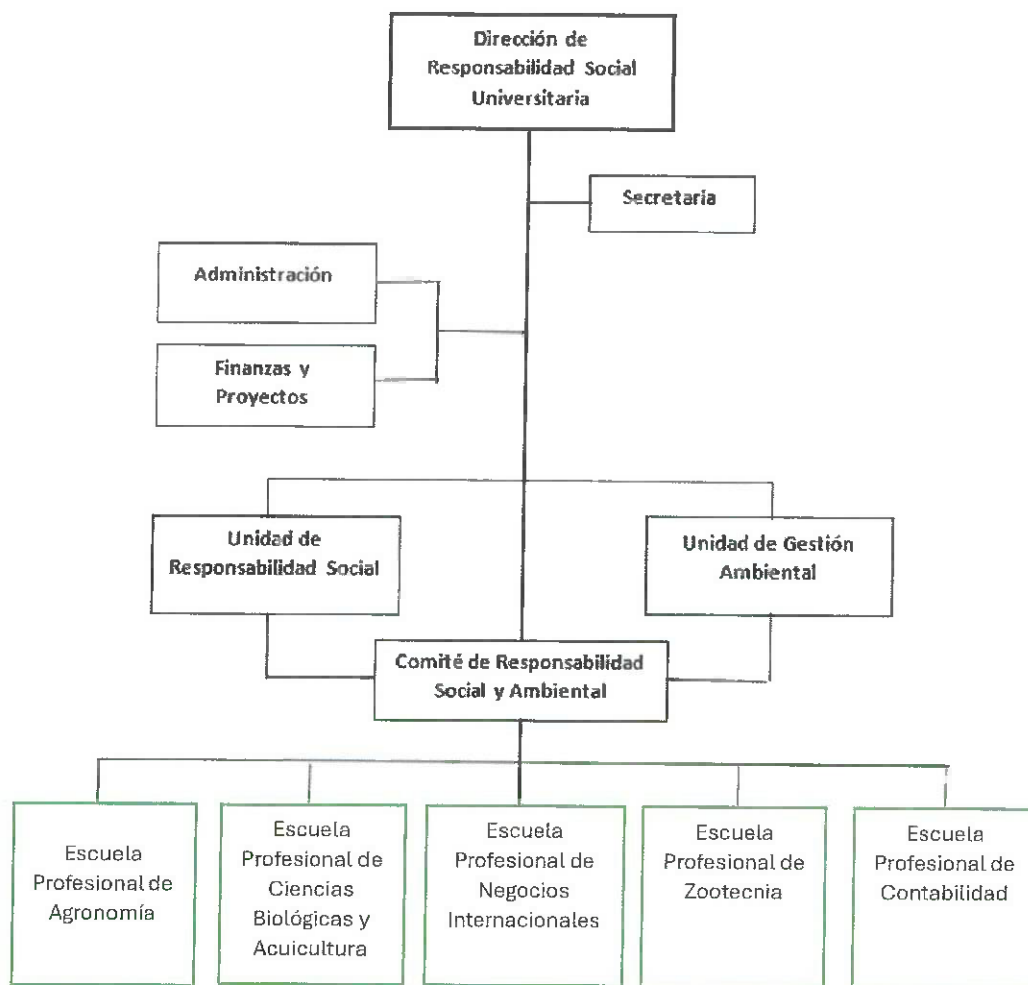 Dirección de
Responsabilidad Social
Universitaria
Secretaria
Administración
Finanzas y
Proyectos
Unidad de
Responsabilidad Social
Unidad de Gestión
Ambiental
Comité de Responsabilidad
Social y Ambiental
Escuela
Profesional de
Agronomía
Escuela
Profesional de
Ciencias
Biológicas y
Acuicultura
Escuela
Profesional de
Negocios
Internacionales
Escuela
Profesional de
Zootecnia
Escuela
Profesional de
Contabilidad